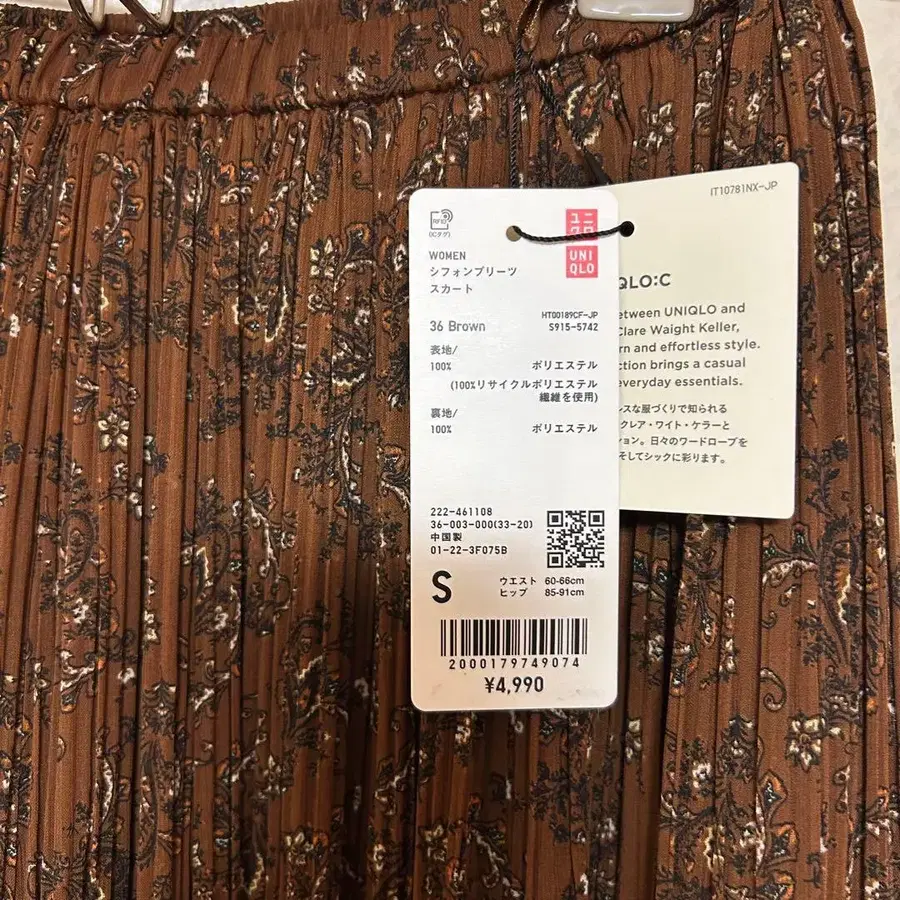 RFID
(ICタグ)
ユニ
クロ
UNI
QLO
WOMEN
シフォンプリーツ
スカート
HT00189CF-JP
36 Brown
S915-5742
表地/
100% ポリエステル
(100%リサイクルポリエステル
繊維を使用)
裏地/
100% ポリエステル
222-461108
36-003-000(33-20)
中国製
01-22-3F075B
S
ウエスト 60-66cm
ヒップ 85-91cm
2000179749074
¥4,990
IT10781NX-JP
QLO:C
etween UNIQLO and
Clare Waight Keller,
rn and effortless style.
ction brings a casual
everyday essentials.
レスな服づくりで知られる
クレア・ワイト・ケラーと
ョン。日々のワードローブを
そしてシックに彩ります。